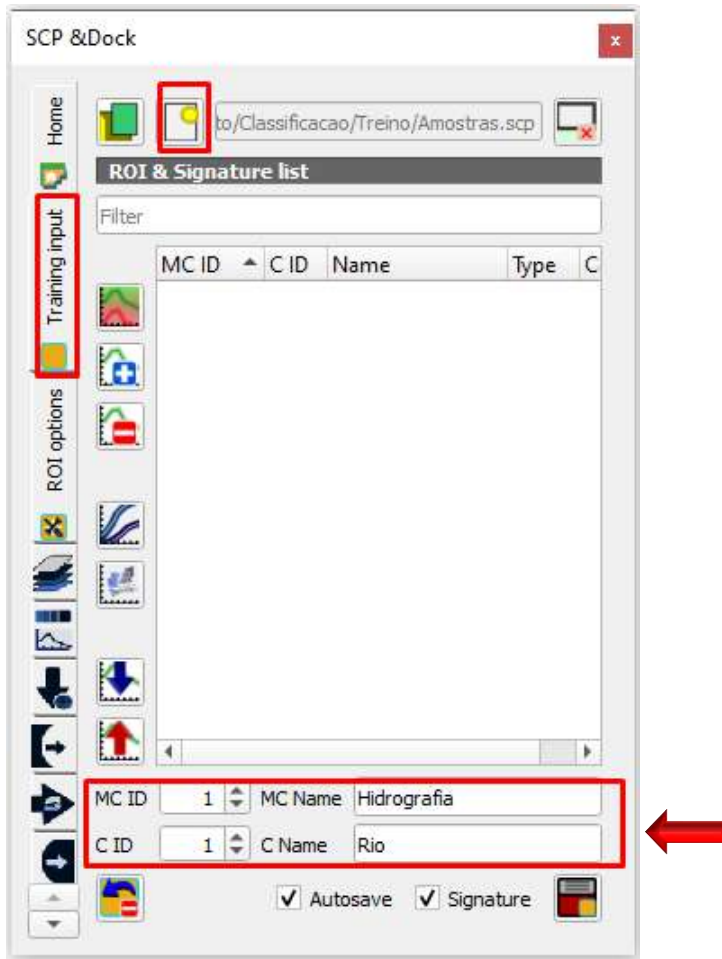 SCP &Dock
x
Home
to/Classificacao/Treino/Amostras.scp
ROI & Signature list
Training input
Filter
MC ID C ID Name Type C
ROI options
MC ID 1 MC Name Hidrografia
C ID 1 C Name Rio
Autosave Signature